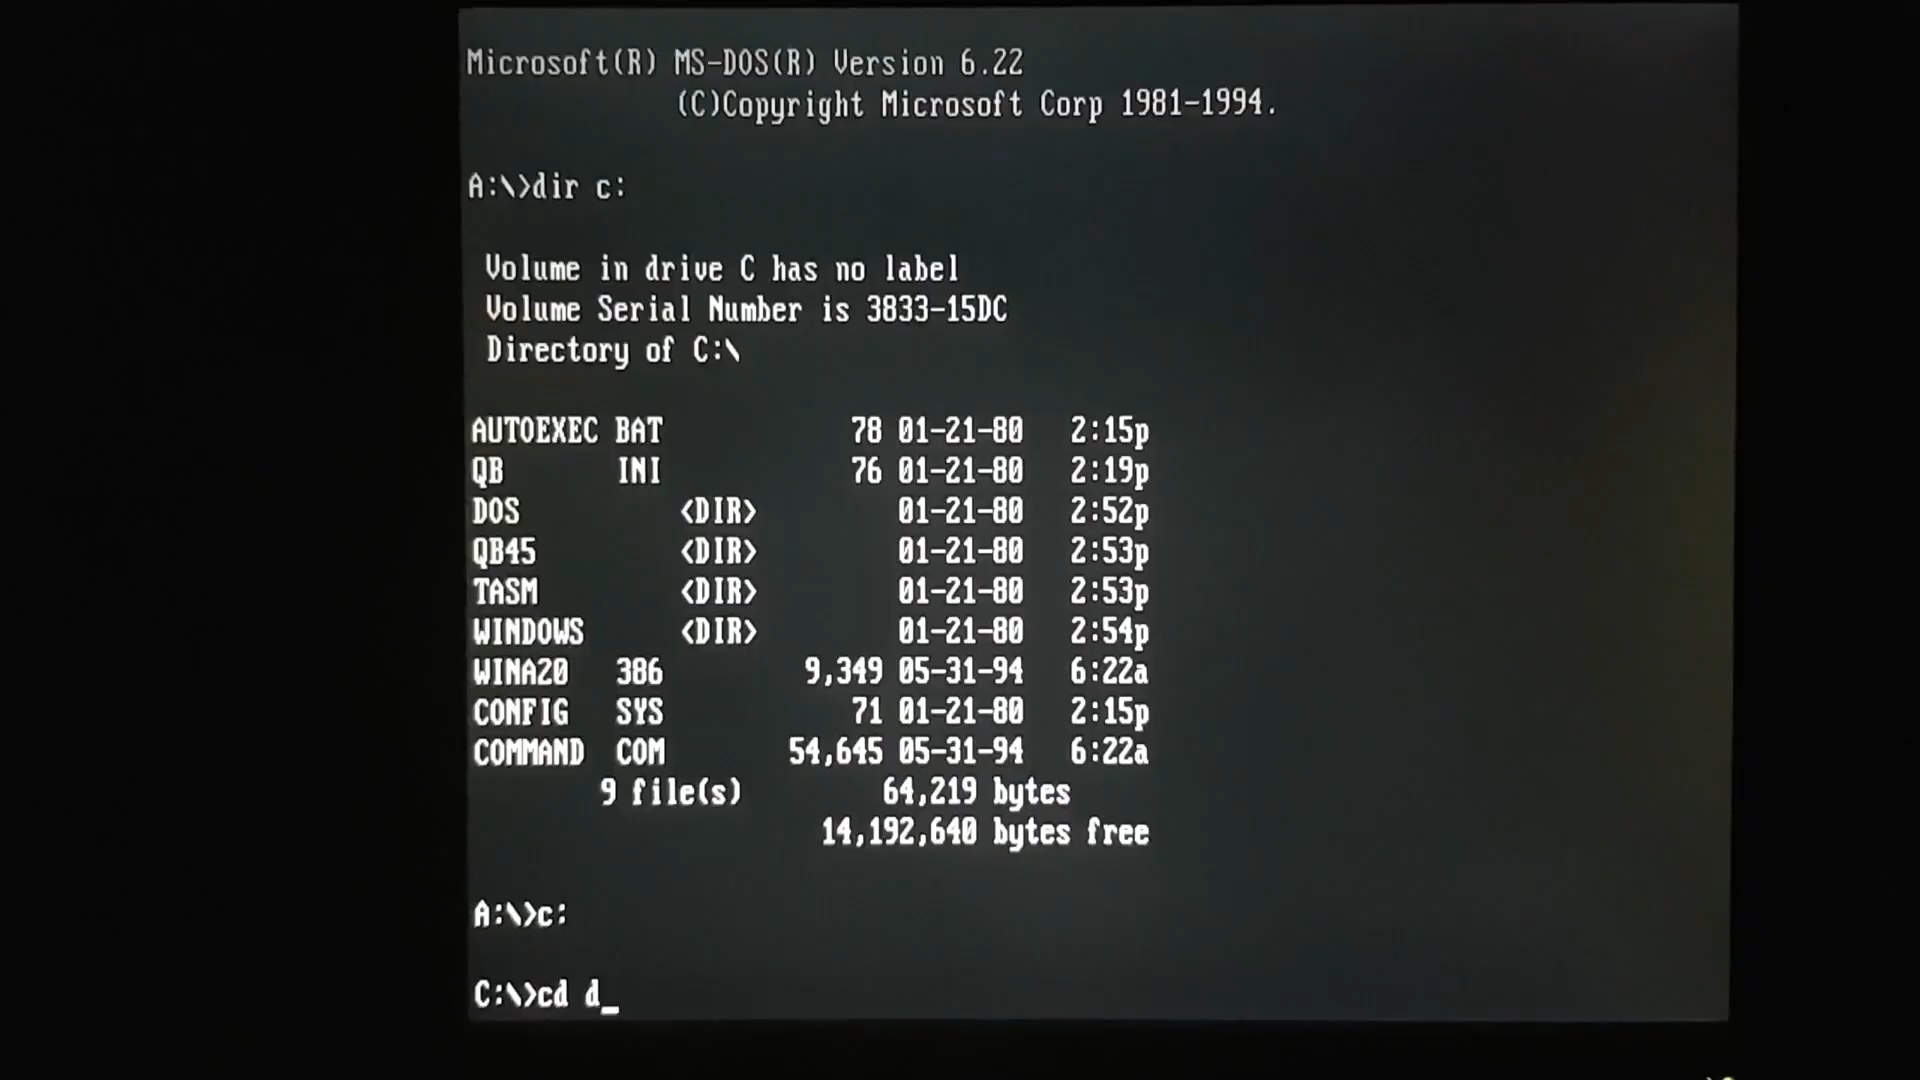 Microsoft(R) MS-DOS(R) Version 6.22
(C)Copyright Microsoft Corp 1981-1994.
A:\>dir c:
Volume in drive C has no label
Volume Serial Number is 3833-15DC
Directory of C:\
AUTOEXEC BAT 78 01-21-80 2:15p
QB INI 76 01-21-80 2:19p
DOS <DIR> 01-21-80 2:52p
QB45 <DIR> 01-21-80 2:53p
TASM <DIR> 01-21-80 2:53p
WINDOWS <DIR> 01-21-80 2:54p
WINA20 386 9,349 05-31-94 6:22a
CONFIG SYS 71 01-21-80 2:15p
COMMAND COM 54,645 05-31-94 6:22a
9 file(s) 64,219 bytes
14,192,640 bytes free
A:\>c:
C:\>cd d_